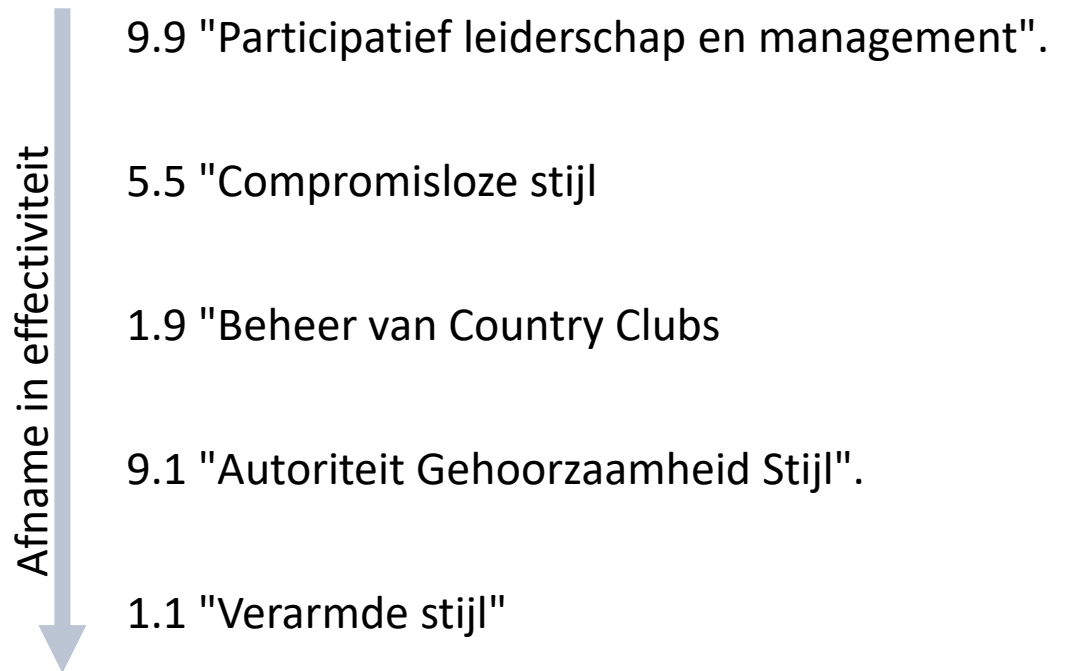 Afname in effectiviteit
9.9 "Participatief leiderschap en management".
5.5 "Compromisloze stijl
1.9 "Beheer van Country Clubs
9.1 "Autoriteit Gehoorzaamheid Stijl".
1.1 "Verarmde stijl"